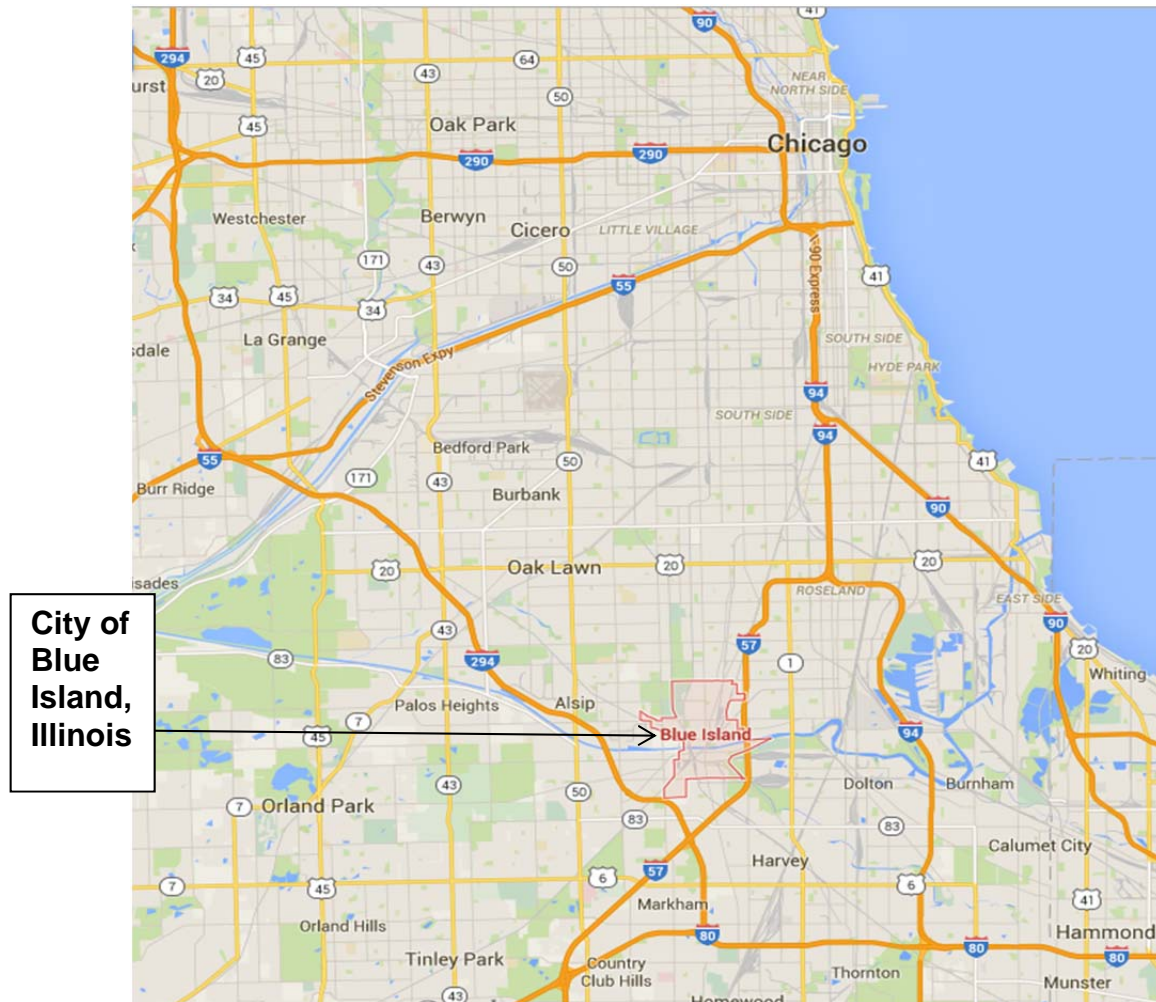 41
90
294
45
64
20
43
urst
50
NEAR
NORTH SIDE
45
Oak Park
Chicago
290
290
Westchester
Berwyn
Cicero
LITTLE VILLAGE
171
43
50
90 Express
41
55
34
45
34
La Grange
sdale
Stevenson Expy
SOUTH SIDE
HYDE PARK
94
SOUTH SIDE
94
Bedford Park
55
50
41
171
43
Burr Ridge
Burbank
90
20
Oak Lawn
20
20
sades
ROSELAND
EAST SIDE
City of
Blue
Island,
Illinois
43
90
57
20
83
294
1
Whiting
Palos Heights
Alsip
7
45
Blue Island
94
43
50
Dolton
Burnham
7
Orland Park
83
83
Calumet City
Harvey
57
6
6
7
45
41
Markham
Orland Hills
80
Hammond
80
80
Tinley Park
Country
Club Hills
Thornton
Munster
43
Homewood